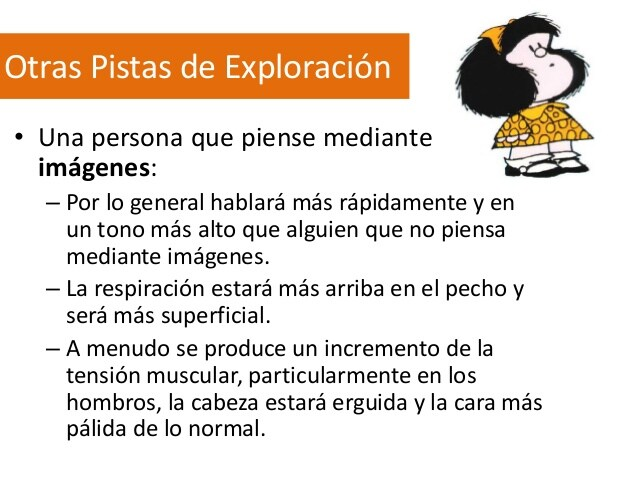 Otras Pistas de Exploración
• Una persona que piense mediante
imágenes:
– Por lo general hablará más rápidamente y en
un tono más alto que alguien que no piensa
mediante imágenes.
– La respiración estará más arriba en el pecho y
será más superficial.
– A menudo se produce un incremento de la
tensión muscular, particularmente en los
hombros, la cabeza estará erguida y la cara más
pálida de lo normal.